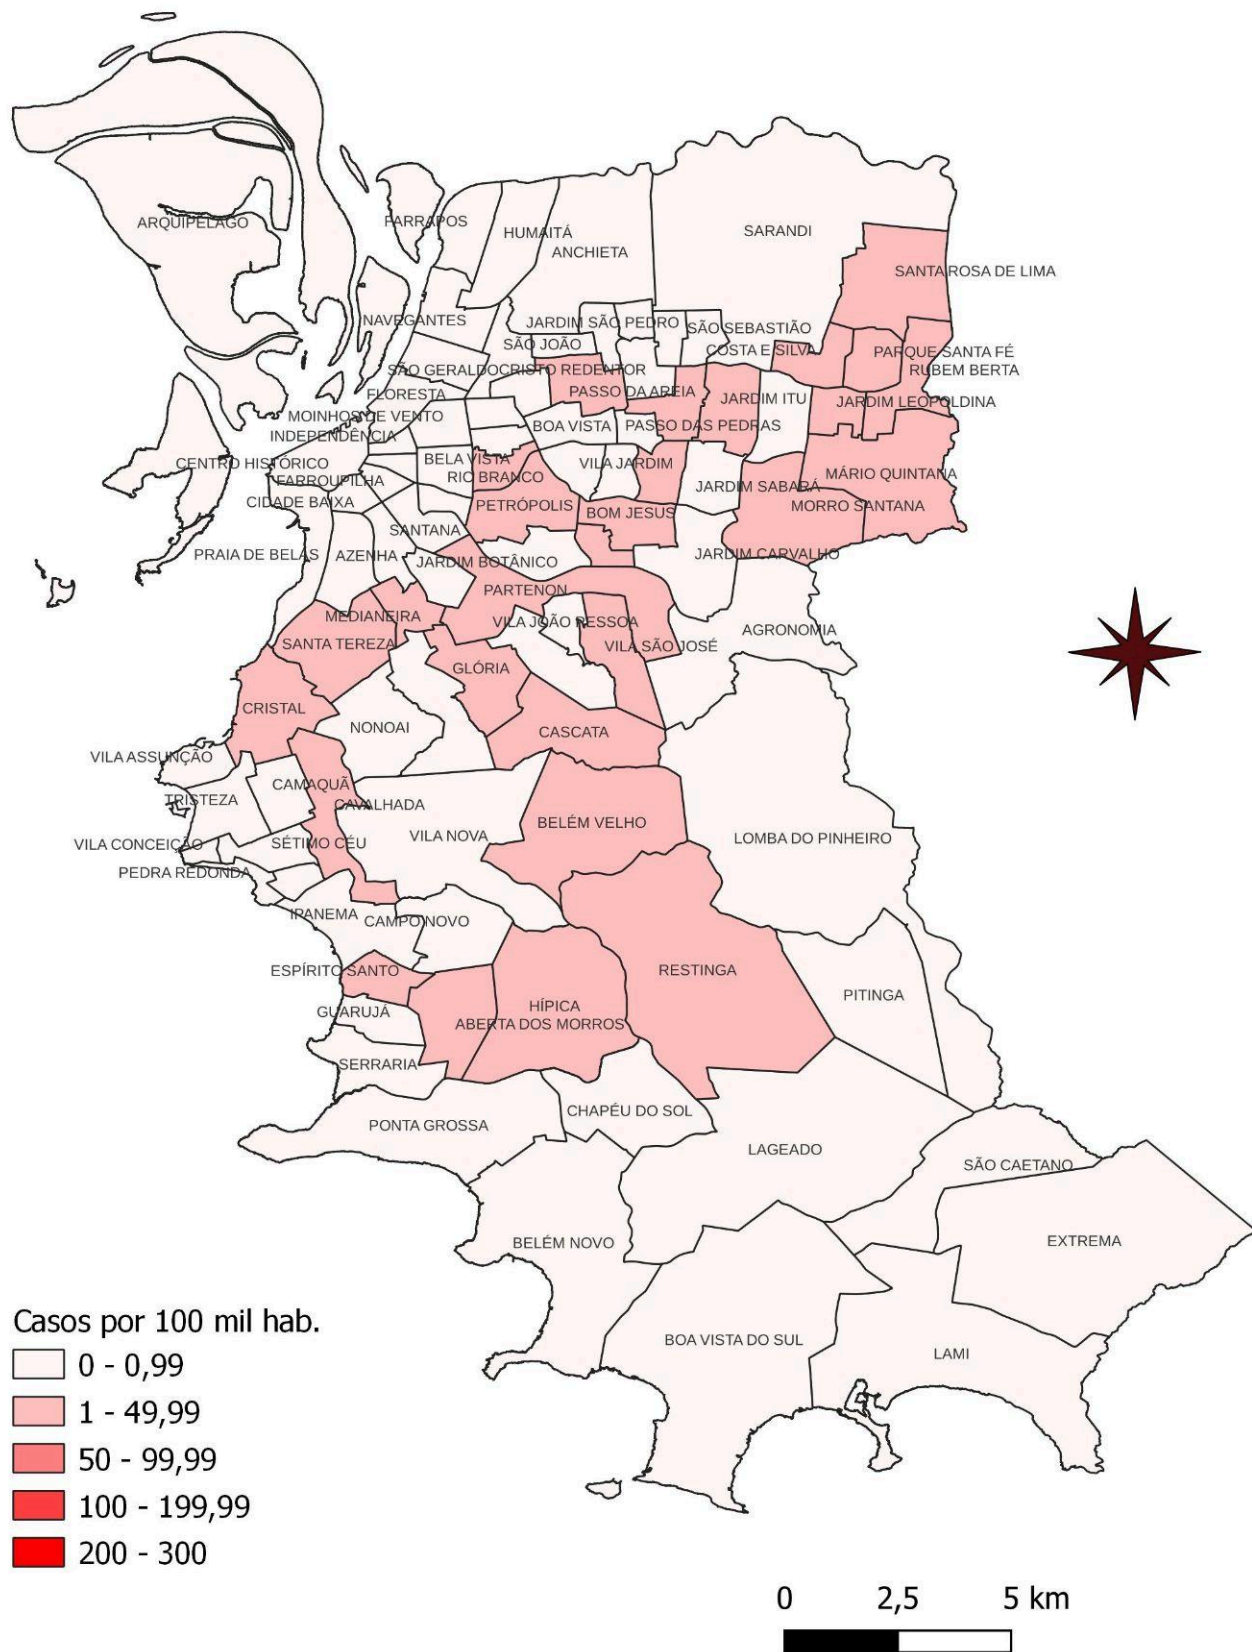 ARQUIPÉLAGO
FARRAPOS
HUMAITÁ
ANCHIETA
SARANDI
SANTA ROSA DE LIMA
NAVEGANTES
JARDIM SÃO PEDRO
SÃO SEBASTIÃO
SÃO JOÃO
COSTA E SILVA
PARQUE SANTA FÉ
RUBEM BERTA
SÃO GERALDO
CRISTO REDENTOR
FLORESTA
PASSO DA AREIA
JARDIM ITU
JARDIM LEOPOLDINA
MOINHOS DE VENTO
INDEPENDÊNCIA
BOA VISTA
PASSO DAS PEDRAS
CENTRO HISTÓRICO
BELA VISTA
VILA JARDIM
FARROUPILHA
RIO BRANCO
JARDIM SABARÁ
MÁRIO QUINTANA
CIDADE BAIXA
PETRÓPOLIS
BOM JESUS
MORRO SANTANA
SANTANA
PRAIA DE BELAS
AZENHA
JARDIM BOTÂNICO
JARDIM CARVALHO
PARTENON
MEDIANEIRA
VILA JOÃO PESSOA
AGRONOMIA
SANTA TEREZA
VILA SÃO JOSÉ
GLÓRIA
CRISTAL
NONOAI
CASCATA
VILA ASSUNÇÃO
CAMAQUÃ
TRISTEZA
CAVALHADA
VILA NOVA
BELÉM VELHO
LOMBA DO PINHEIRO
VILA CONCEIÇÃO
SÉTIMO CÉU
PEDRA REDONDA
IPANEMA
CAMPO NOVO
ESPÍRITO SANTO
RESTINGA
PITINGA
GUARUJÁ
HÍPICA
ABERTA DOS MORROS
SERRARIA
CHAPÉU DO SOL
PONTA GROSSA
LAGEADO
SÃO CAETANO
BELÉM NOVO
EXTREMA
BOA VISTA DO SUL
LAMI
Casos por 100 mil hab.
0 - 0,99
1 - 49,99
50 - 99,99
100 - 199,99
200 - 300
0 2,5 5 km